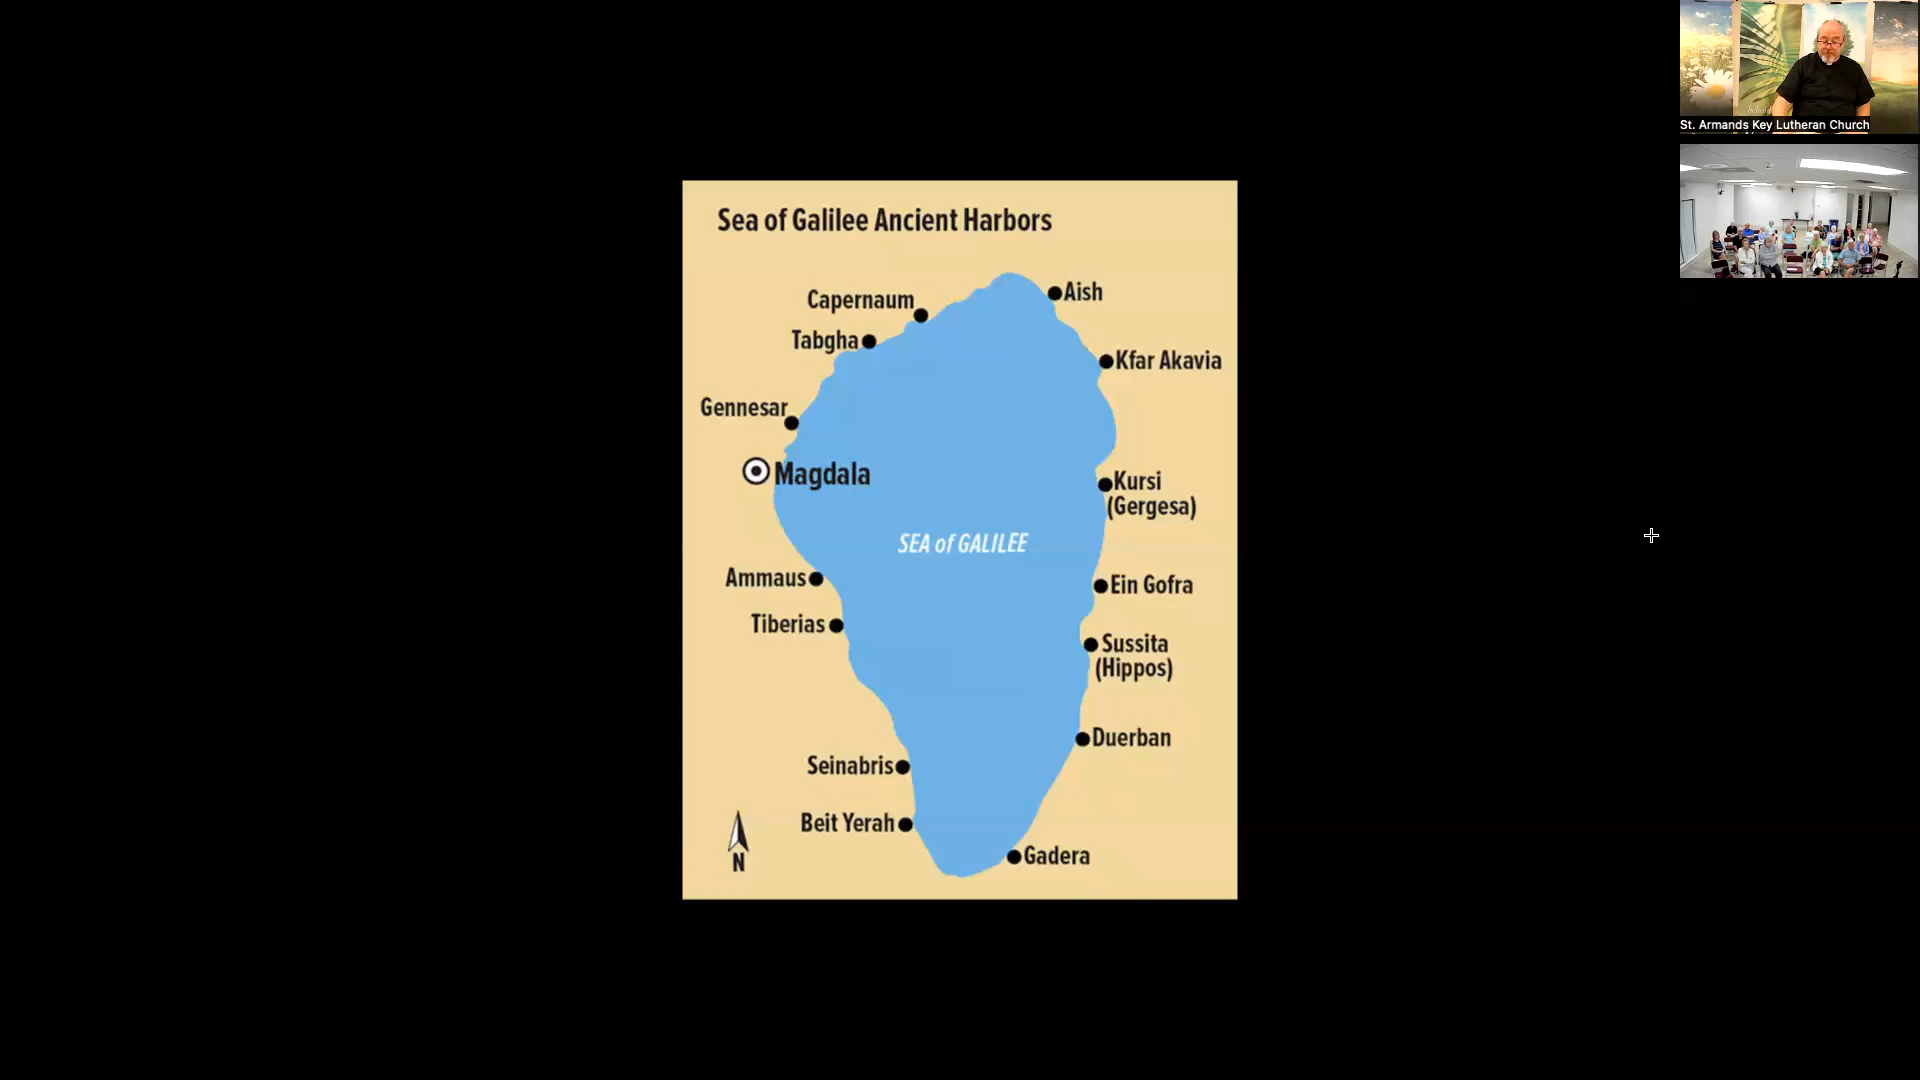 Sea of Galilee Ancient Harbors
Capernaum
Aish
Tabgha
Kfar Akavia
Gennesar
Magdala
Kursi
(Gergesa)
SEA of GALILEE
Ammaus
Ein Gofra
Tiberias
Sussita
(Hippos)
Duerban
Seinabris
Beit Yerah
Gadera
N
St. Armands Key Lutheran Church